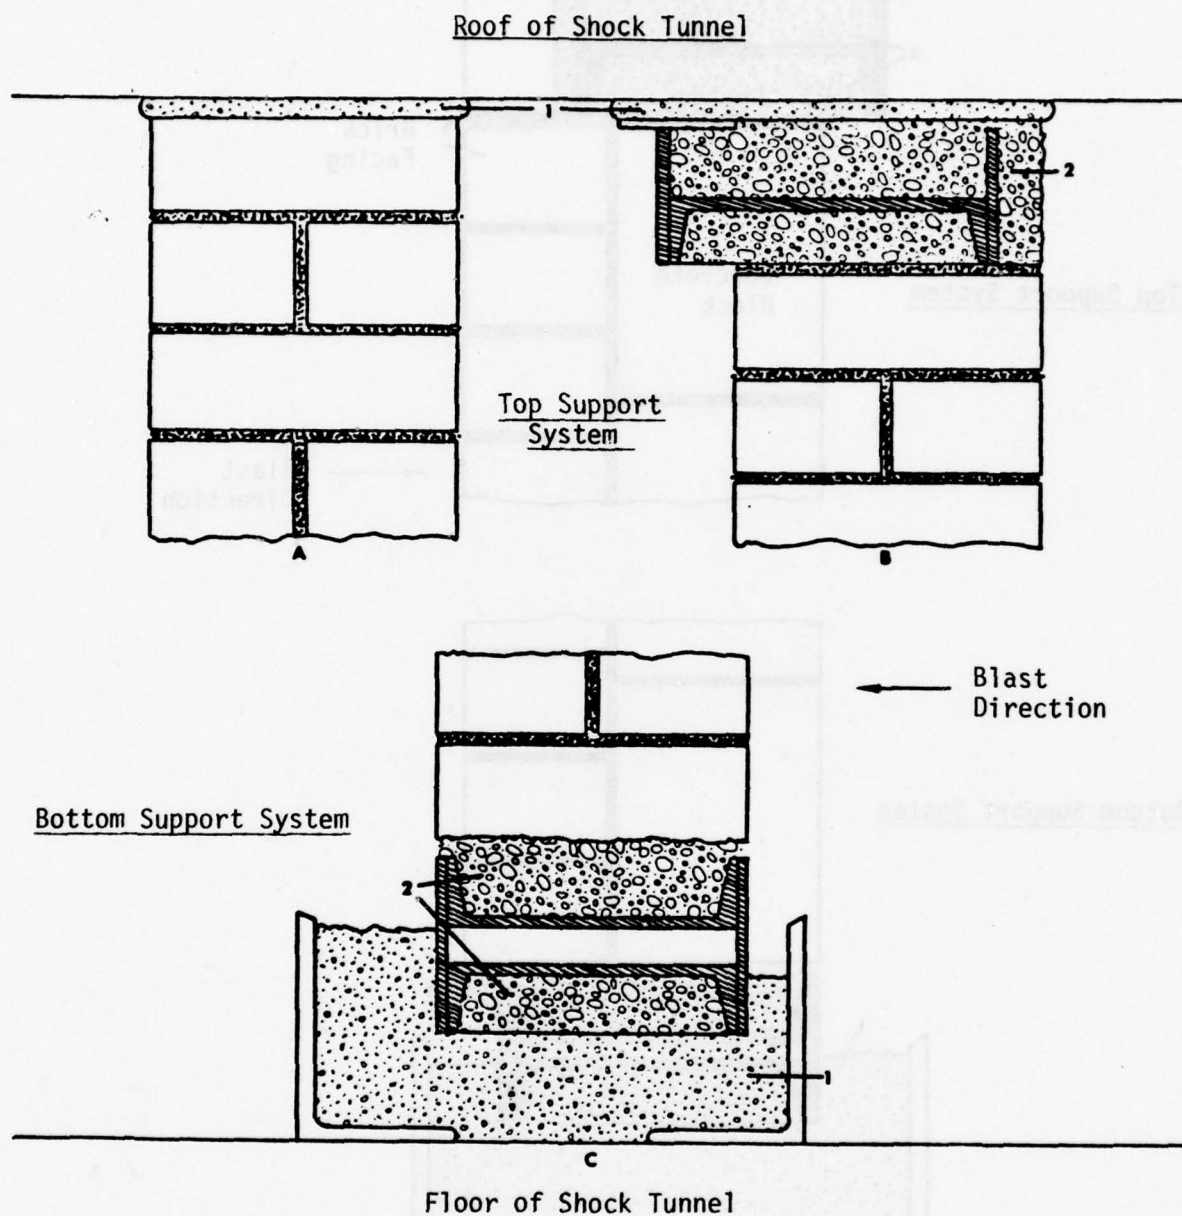 Roof of Shock Tunnel
1
2
Top Support
System
A
B
Blast
Direction
Bottom Support System
2
1
C
Floor of Shock Tunnel